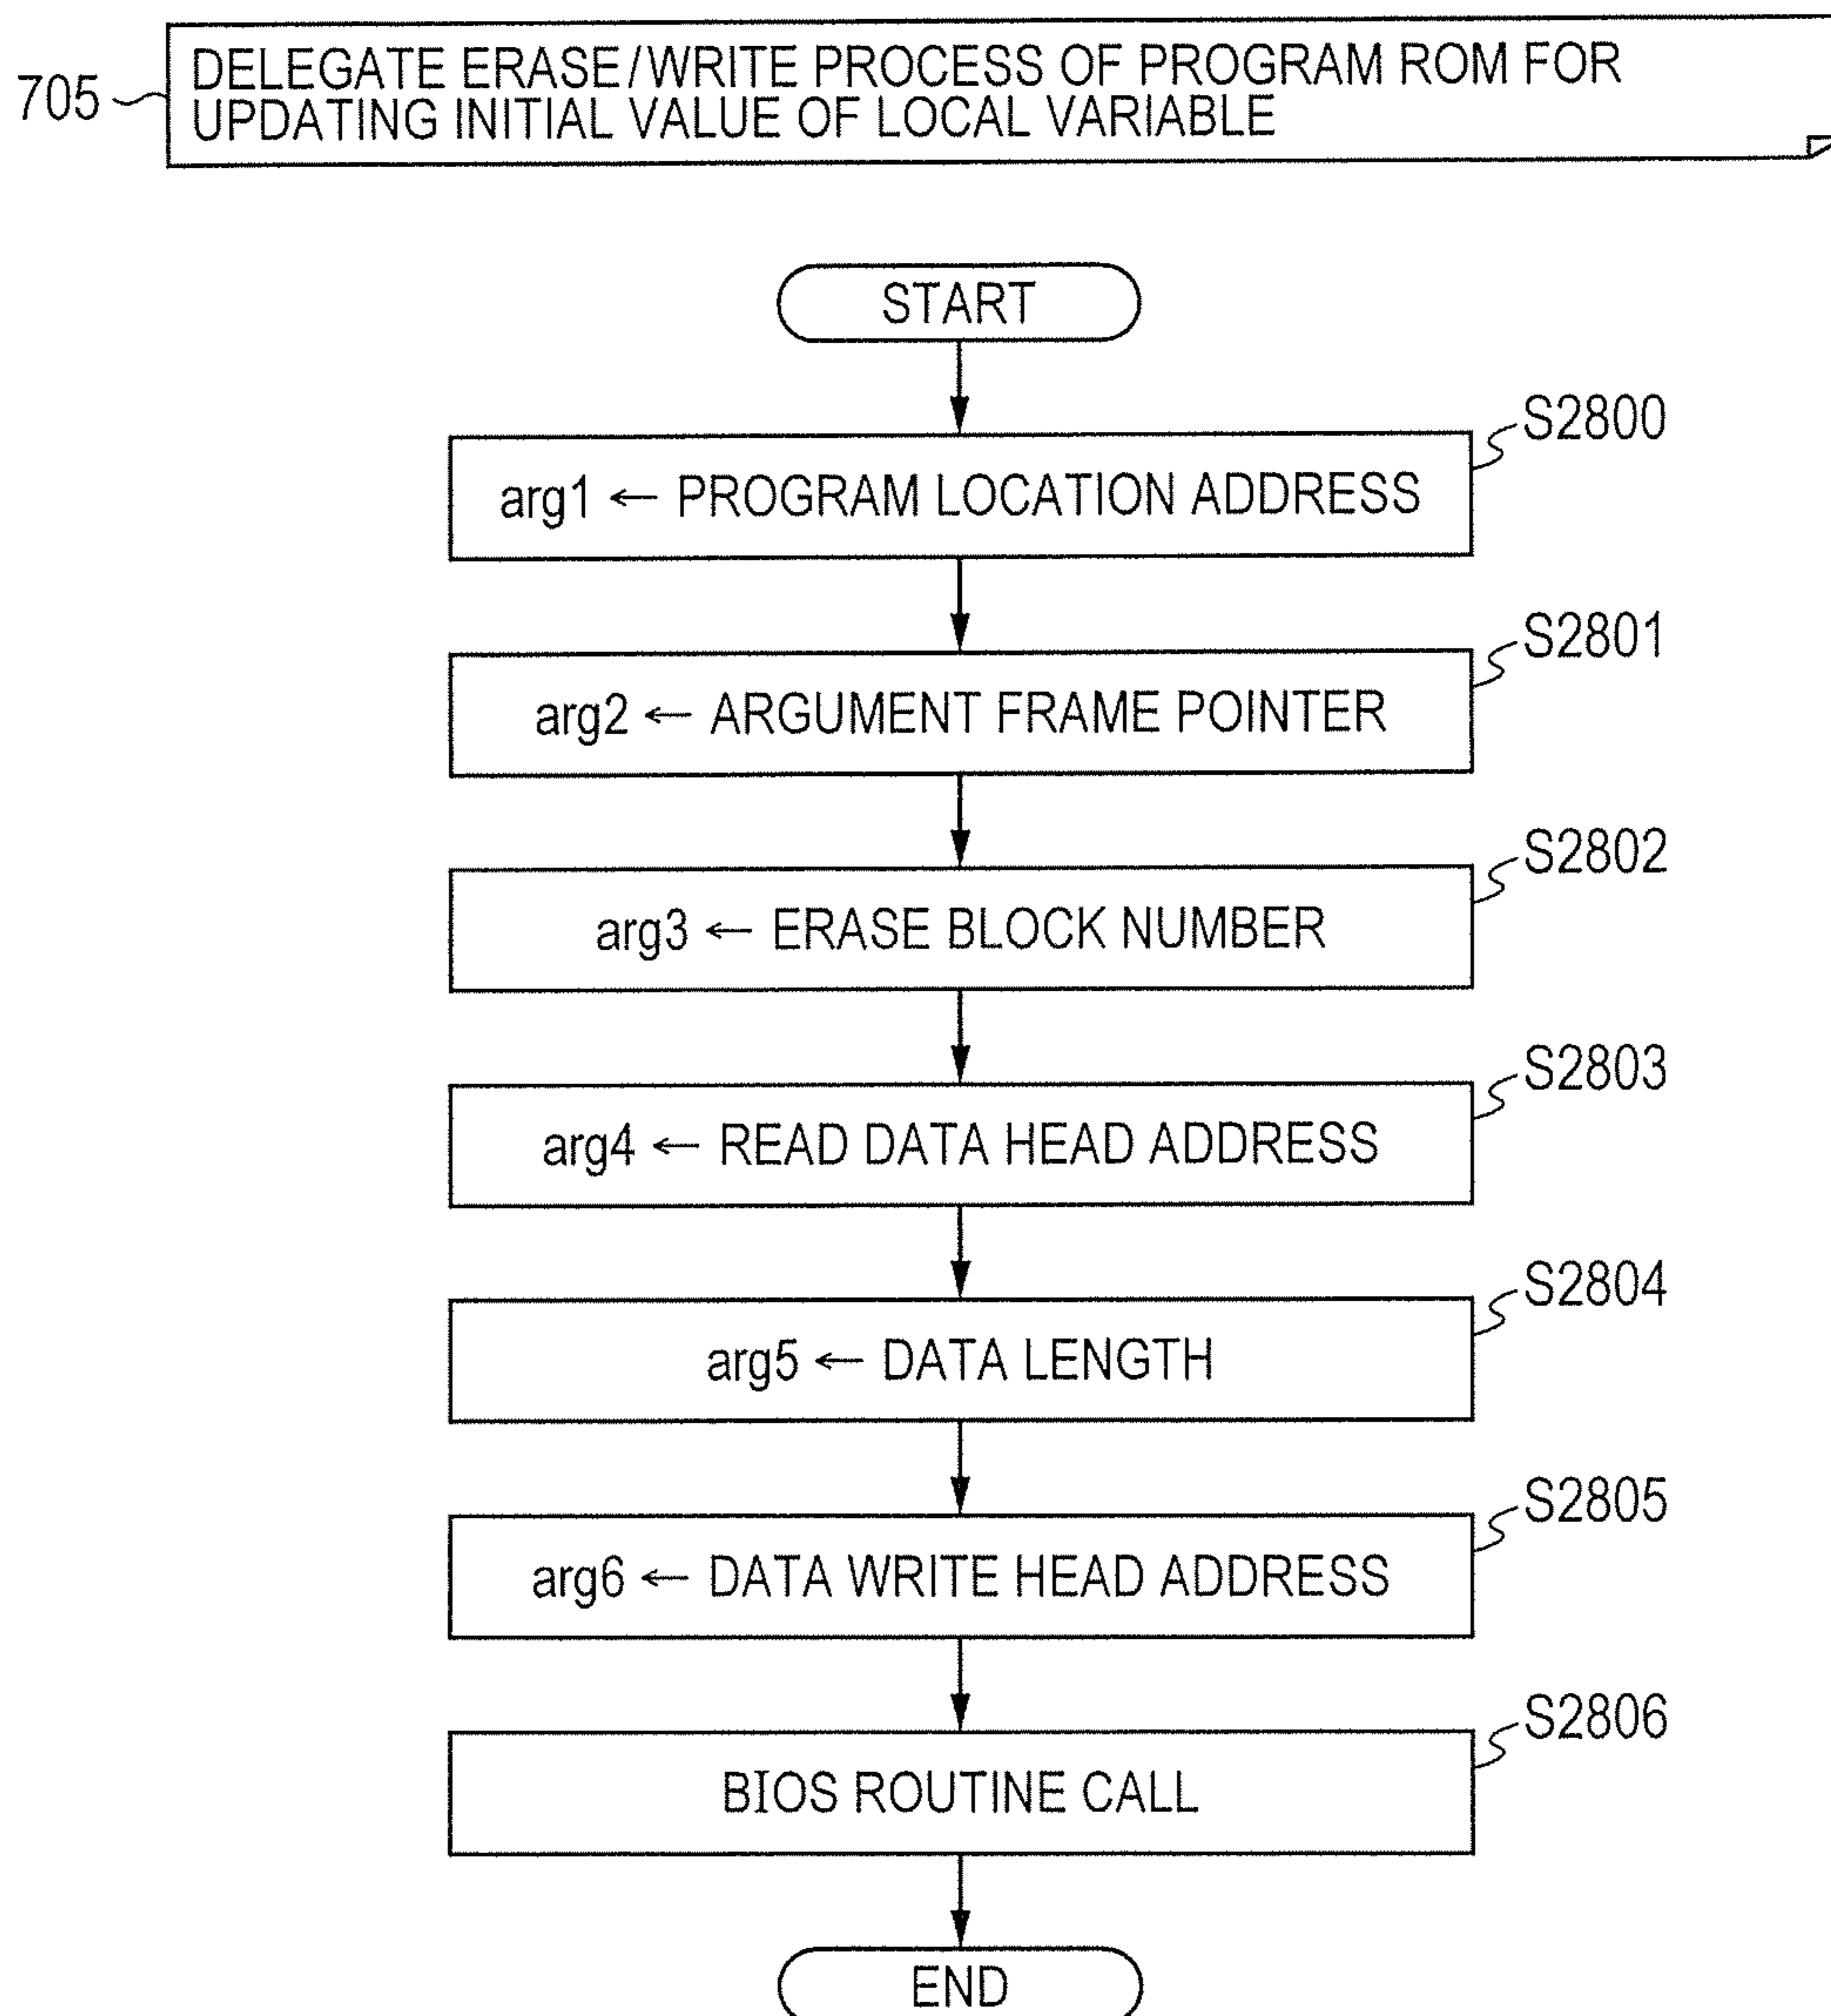 705
DELEGATE ERASE/WRITE PROCESS OF PROGRAM ROM FOR
UPDATING INITIAL VALUE OF LOCAL VARIABLE
START
S2800
arg1 ← PROGRAM LOCATION ADDRESS
S2801
arg2 ← ARGUMENT FRAME POINTER
S2802
arg3 ← ERASE BLOCK NUMBER
S2803
arg4 ← READ DATA HEAD ADDRESS
S2804
arg5 ← DATA LENGTH
S2805
arg6 ← DATA WRITE HEAD ADDRESS
S2806
BIOS ROUTINE CALL
END